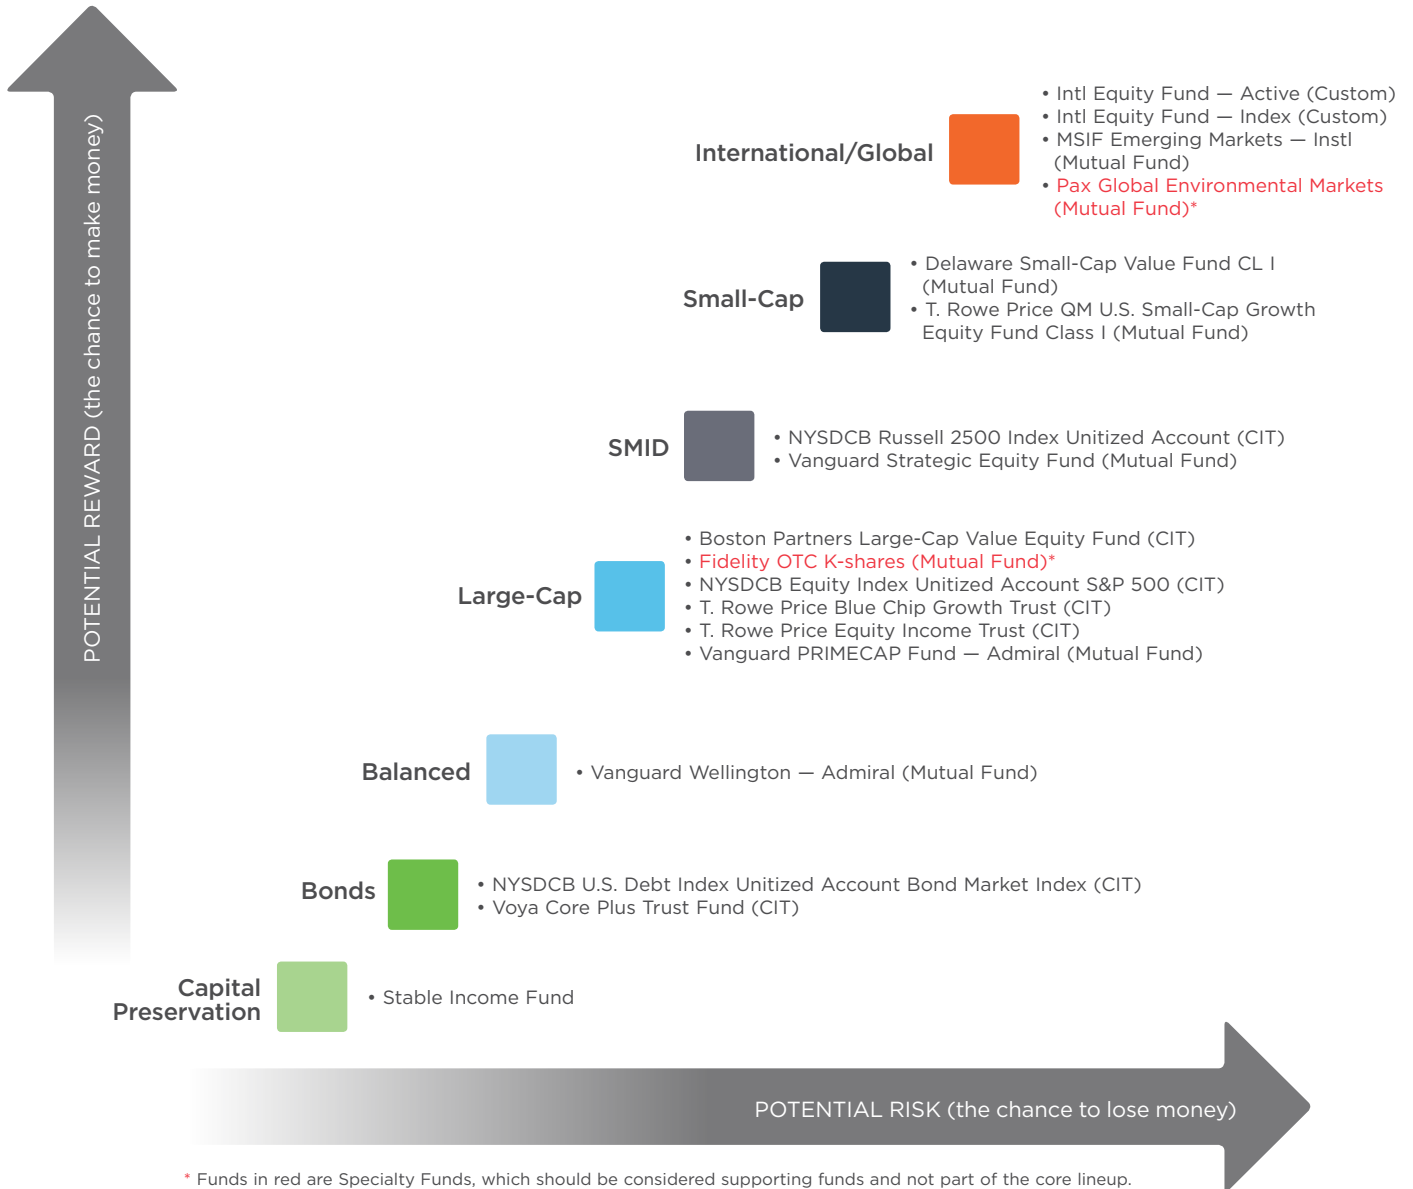 POTENTIAL REWARD (the chance to make money)
International/Global
• Intl Equity Fund — Active (Custom)
• Intl Equity Fund — Index (Custom)
• MSIF Emerging Markets — Instl
(Mutual Fund)
• Pax Global Environmental Markets
(Mutual Fund)*
Small-Cap
• Delaware Small-Cap Value Fund CL I
(Mutual Fund)
• T. Rowe Price QM U.S. Small-Cap Growth
Equity Fund Class I (Mutual Fund)
SMID
• NYSDCB Russell 2500 Index Unitized Account (CIT)
• Vanguard Strategic Equity Fund (Mutual Fund)
Large-Cap
• Boston Partners Large-Cap Value Equity Fund (CIT)
• Fidelity OTC K-shares (Mutual Fund)*
• NYSDCB Equity Index Unitized Account S&P 500 (CIT)
• T. Rowe Price Blue Chip Growth Trust (CIT)
• T. Rowe Price Equity Income Trust (CIT)
• Vanguard PRIMECAP Fund — Admiral (Mutual Fund)
Balanced
• Vanguard Wellington — Admiral (Mutual Fund)
Bonds
• NYSDCB U.S. Debt Index Unitized Account Bond Market Index (CIT)
• Voya Core Plus Trust Fund (CIT)
Capital
Preservation
• Stable Income Fund
POTENTIAL RISK (the chance to lose money)
* Funds in red are Specialty Funds, which should be considered supporting funds and not part of the core lineup.